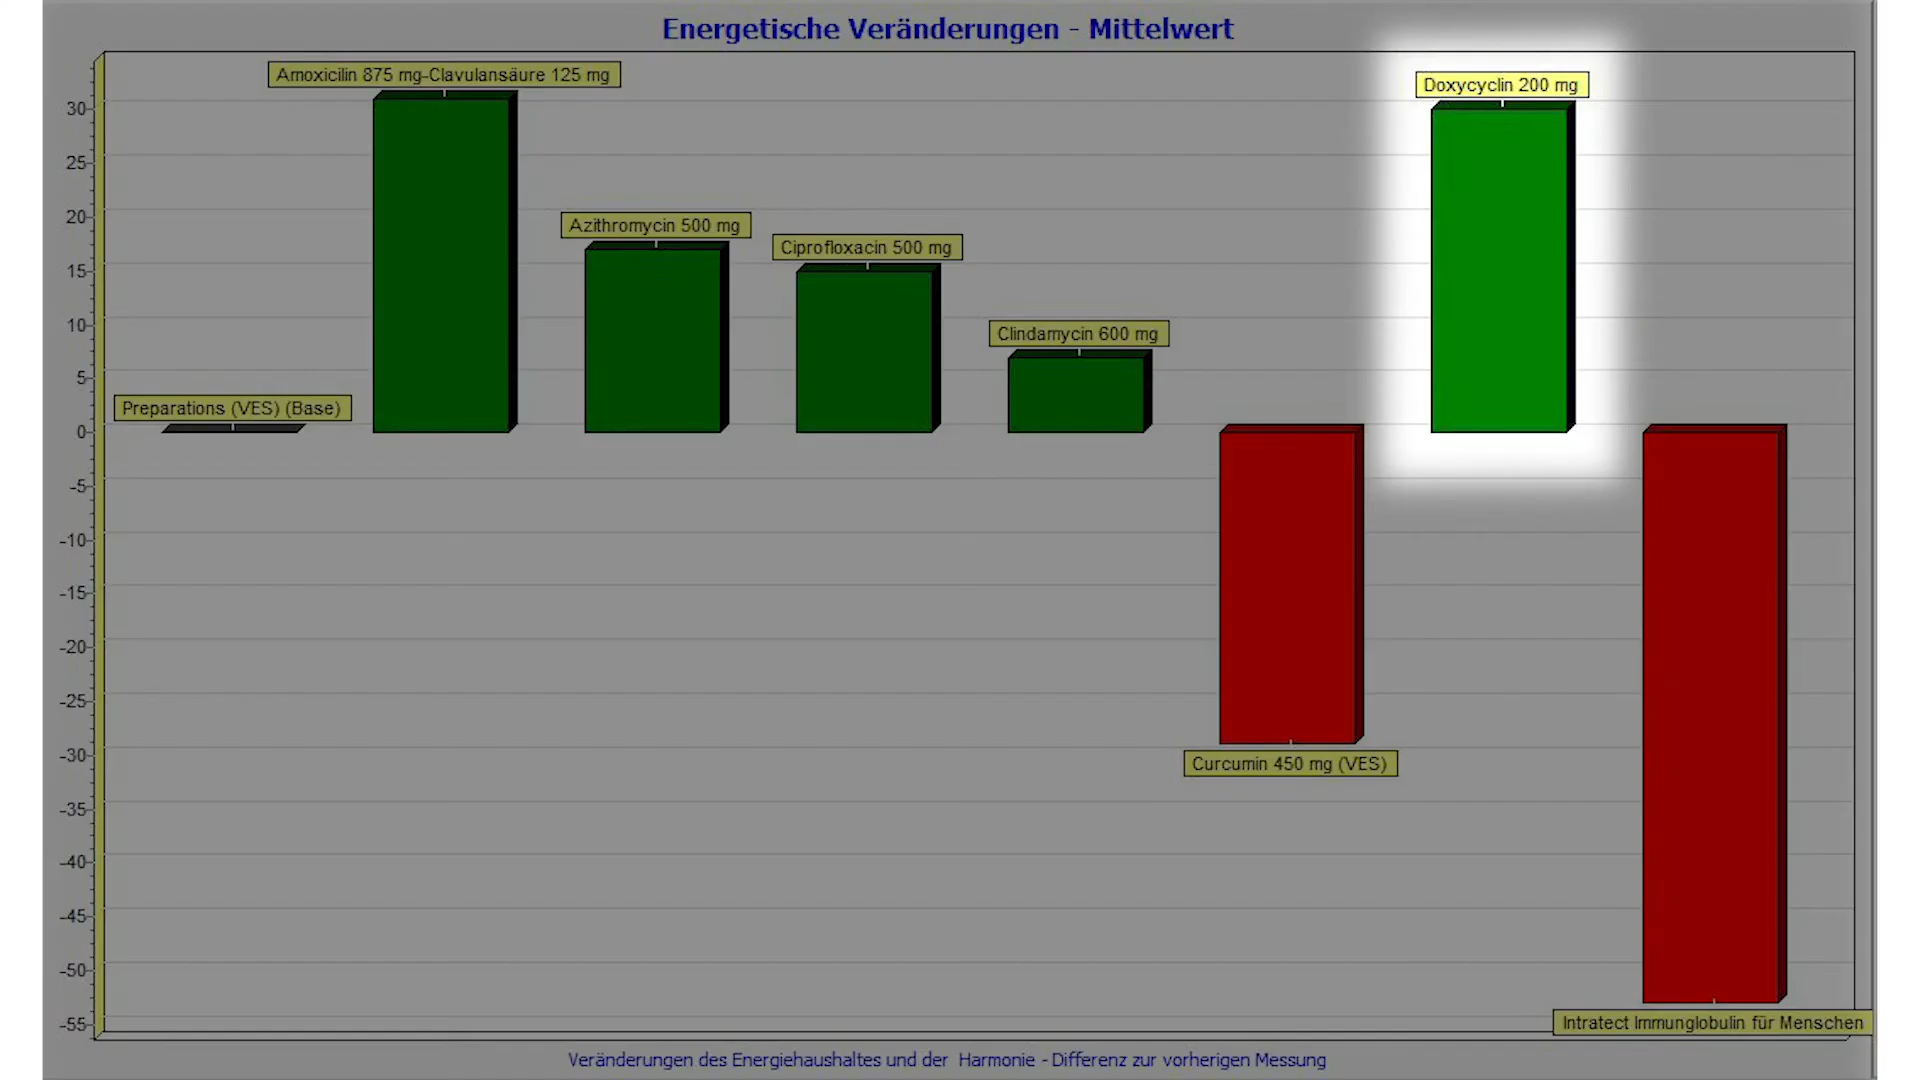 Energetische Veränderungen - Mittelwert
Amoxicilin 875 mg-Clavulansäure 125 mg
Doxycyclin 200 mg
Azithromycin 500 mg
Ciprofloxacin 500 mg
Clindamycin 600 mg
Preparations (VES) (Base)
Curcumin 450 mg (VES)
Intratect Immunglobulin für Menschen
30
25
20
15
10
5
0
-5
-10
-15
-20
-25
-30
-35
-40
-45
-50
-55
Veränderungen des Energiehaushaltes und der Harmonie - Differenz zur vorherigen Messung